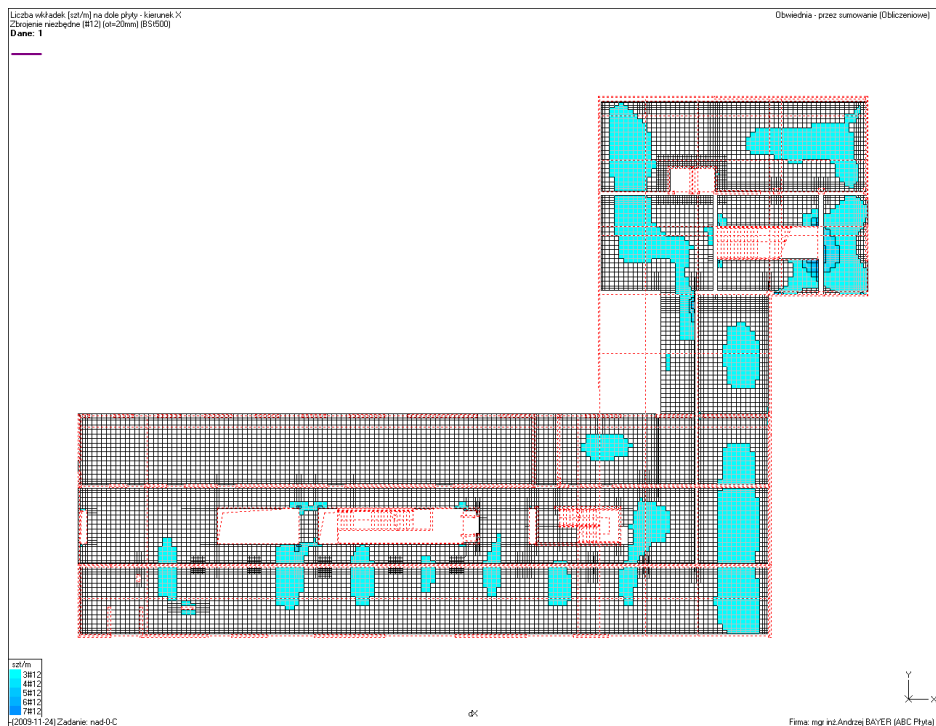 Liczba wkładek [szt/m] na dole płyty - kierunek X
Zbrojenie niezbędne (#12) (ot=20mm) (BSt500)
Dane: 1
Obwiednia - przez sumowanie (Obliczeniowe)
szt/m
3#12
4#12
5#12
6#12
7#12
Y
X
dX
(2009-11-24) Zadanie: nad-0-C
Firma: mgr inż.Andrzej BAYER (ABC Płyta)